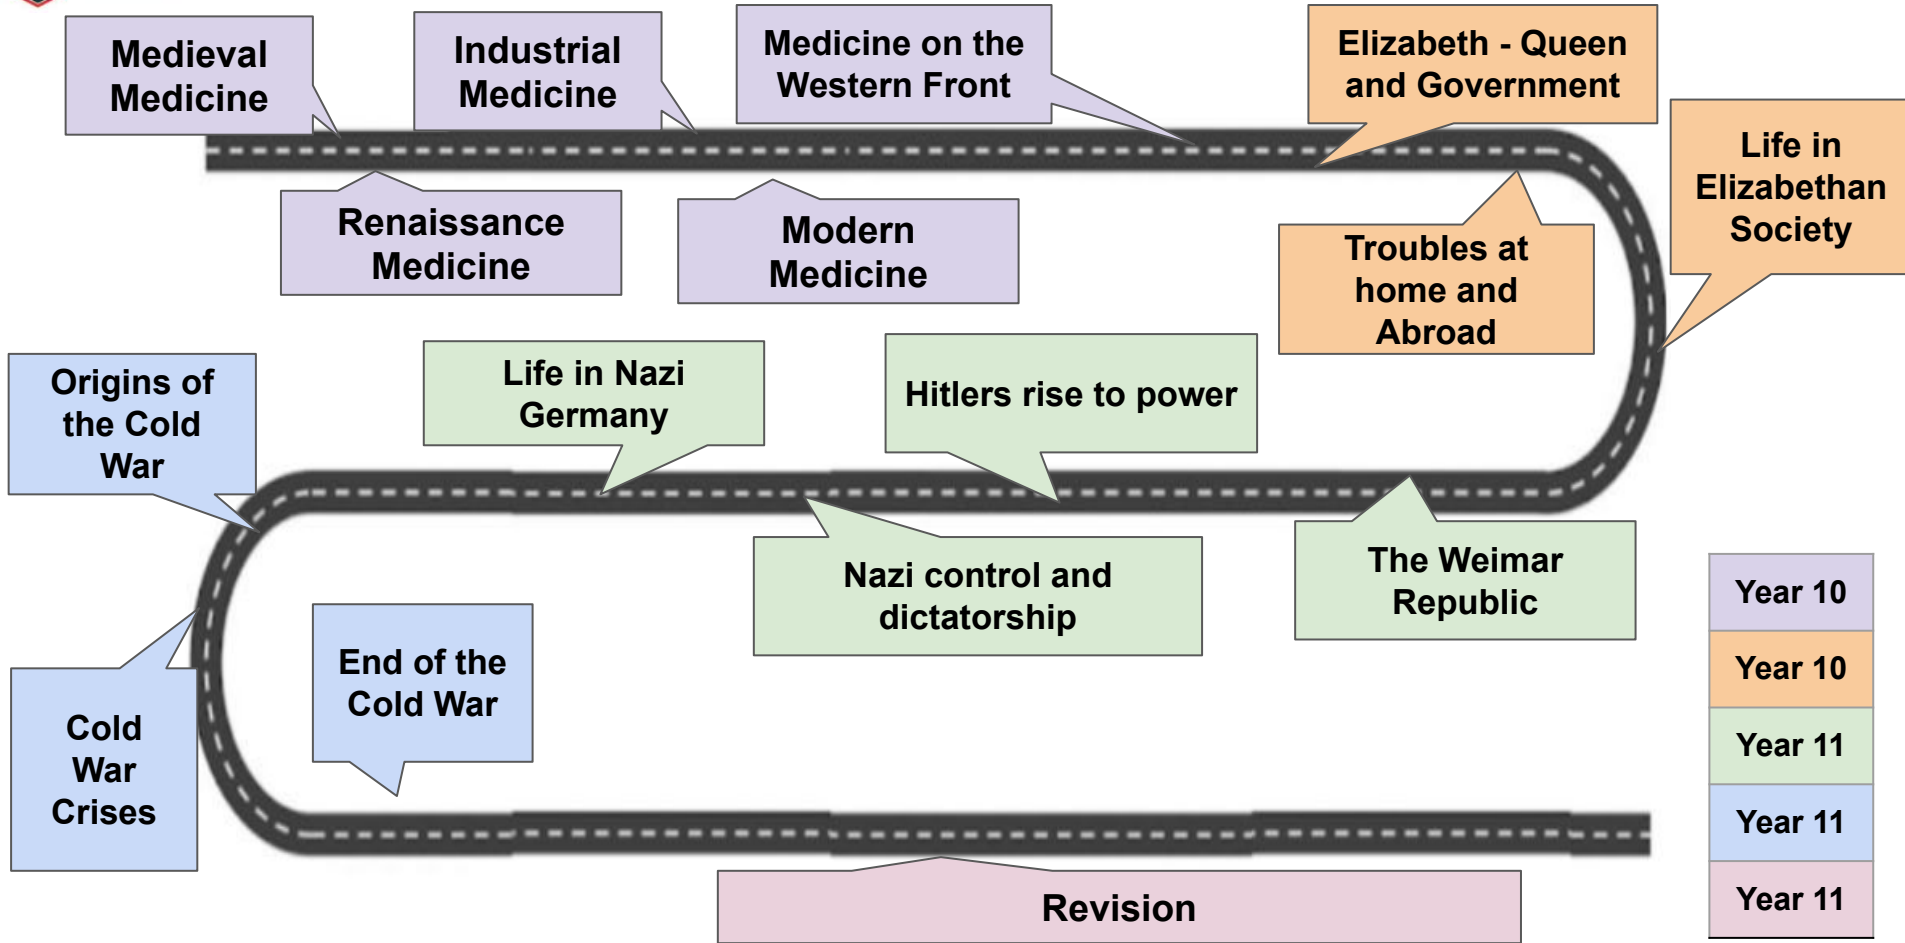 Medieval
Medicine
Industrial
Medicine
Medicine on the
Western Front
Elizabeth - Queen
and Government
Life in
Elizabethan
Society
Renaissance
Medicine
Modern
Medicine
Troubles at
home and
Abroad
Origins of
the Cold
War
Life in Nazi
Germany
Hitlers rise to power
Nazi control and
dictatorship
The Weimar
Republic
Cold
War
Crises
End of the
Cold War
Revision
Year 10
Year 10
Year 11
Year 11
Year 11